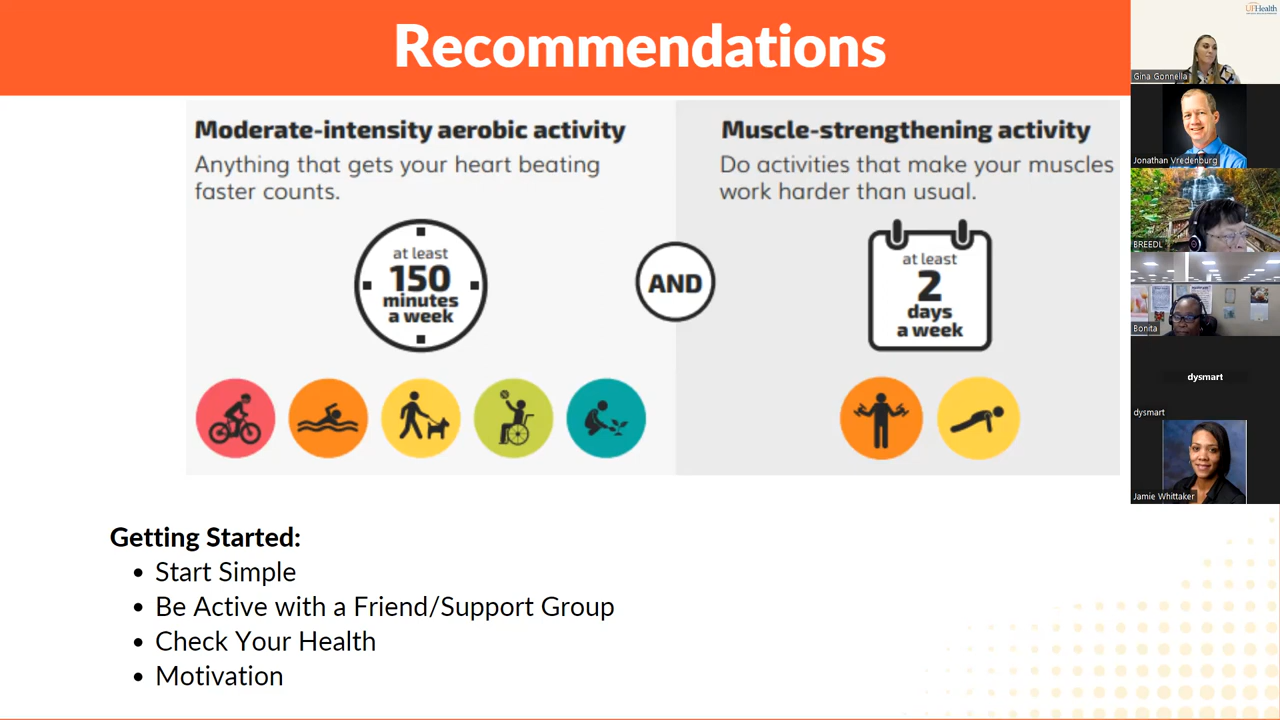 Recommendations
Moderate-intensity aerobic activity
Anything that gets your heart beating
faster counts.
at least
150
minutes
a week
AND
Muscle-strengthening activity
Do activities that make your muscles
work harder than usual.
at least
2
days
a week
Getting Started:
• Start Simple
• Be Active with a Friend/Support Group
• Check Your Health
• Motivation
UFHealth
Gina Gonnella
Jonathan Vredenburg
BREEDL
Bonita
dysmart
dysmart
Jamie Whittaker